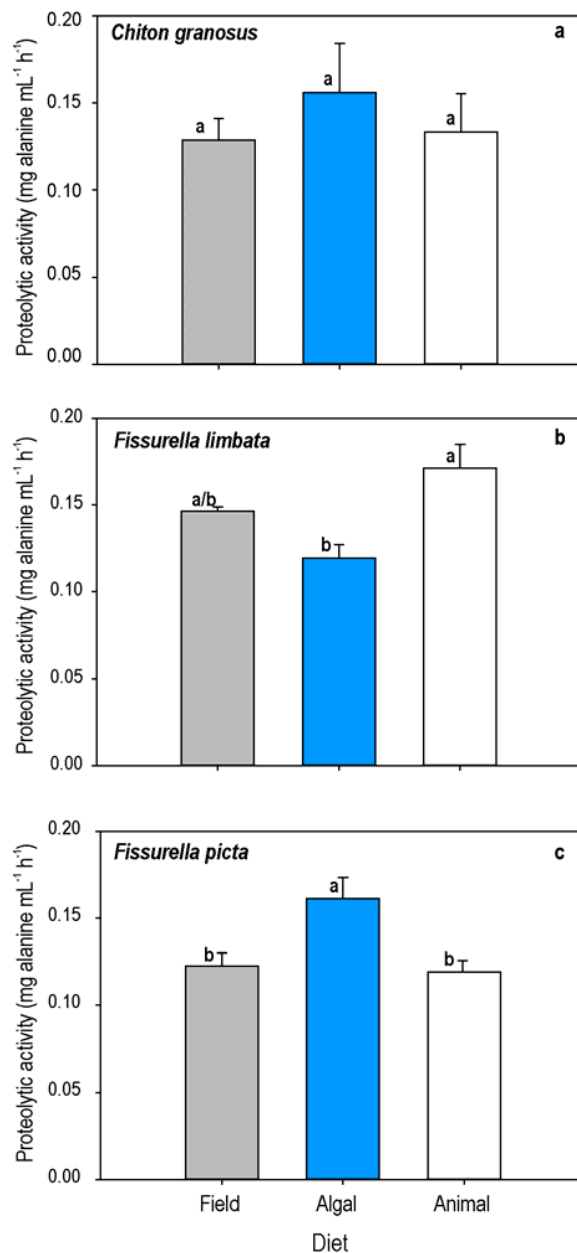 Chiton granosus
a
Proteolytic activity (mg alanine mL⁻¹ h⁻¹)
0.20
0.15
0.10
0.05
0.00
a
a
a
Fissurella limbata
b
Proteolytic activity (mg alanine mL⁻¹ h⁻¹)
0.20
0.15
0.10
0.05
0.00
a/b
b
a
Fissurella picta
c
Proteolytic activity (mg alanine mL⁻¹ h⁻¹)
0.20
0.15
0.10
0.05
0.00
b
a
b
Field Algal Animal
Diet